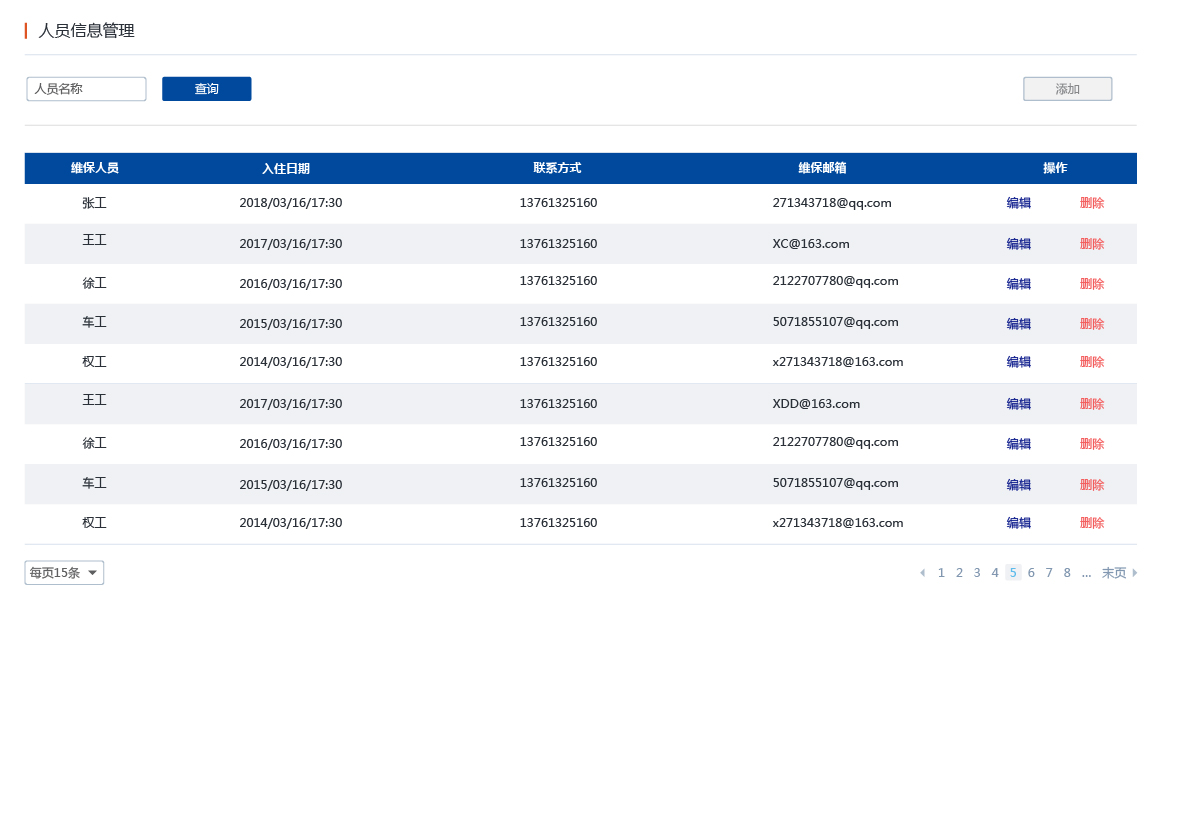 人员信息管理
人员名称 查询 添加
维保人员 入住日期 联系方式 维保邮箱 操作
张工 2018/03/16/17:30 13761325160 271343718@qq.com 编辑 删除
王工 2017/03/16/17:30 13761325160 XC@163.com 编辑 删除
徐工 2016/03/16/17:30 13761325160 2122707780@qq.com 编辑 删除
车工 2015/03/16/17:30 13761325160 5071855107@qq.com 编辑 删除
权工 2014/03/16/17:30 13761325160 x271343718@163.com 编辑 删除
王工 2017/03/16/17:30 13761325160 XDD@163.com 编辑 删除
徐工 2016/03/16/17:30 13761325160 2122707780@qq.com 编辑 删除
车工 2015/03/16/17:30 13761325160 5071855107@qq.com 编辑 删除
权工 2014/03/16/17:30 13761325160 x271343718@163.com 编辑 删除
每页15条 1 2 3 4 5 6 7 8 ... 末页